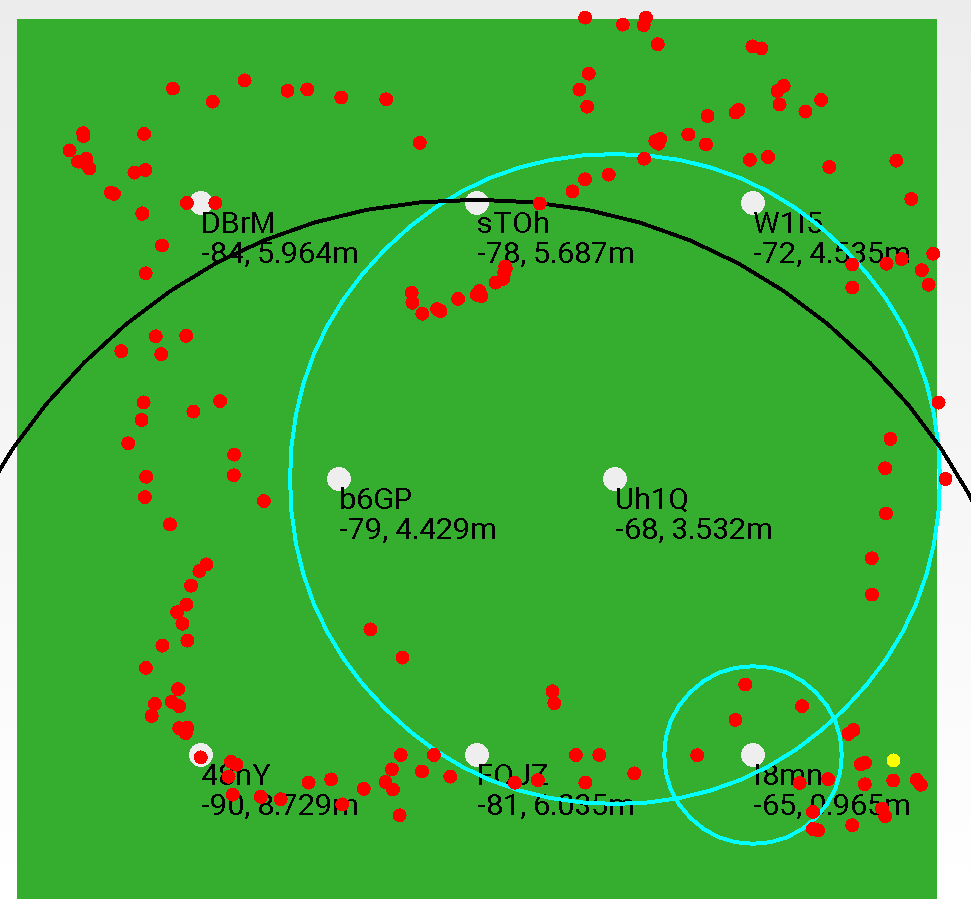 DBrM
-84, 5.964m
sTOh
-78, 5.687m
W1I5
-72, 4.535m
b6GP
-79, 4.429m
Uh1Q
-68, 3.532m
-90, 8.729m
-81, 6.035m
I8mn
-65, 0.965m